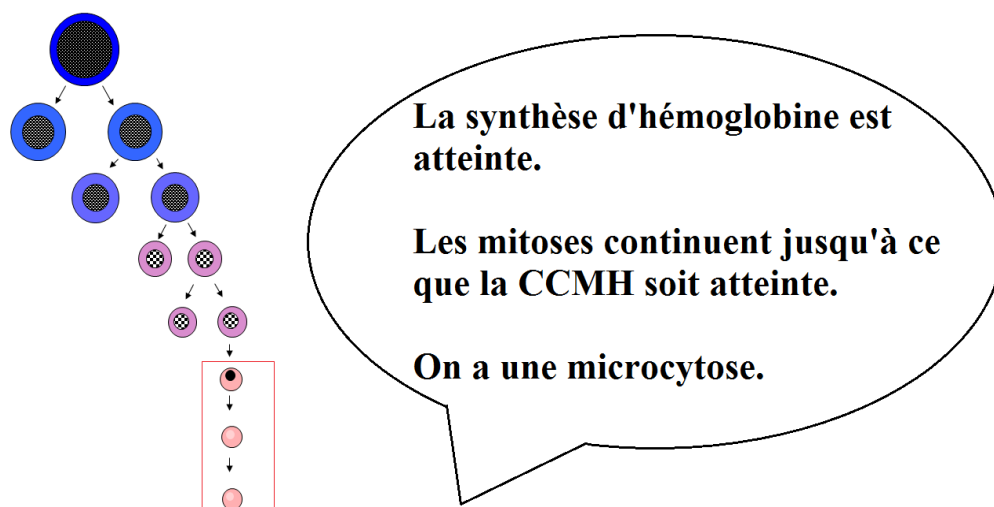 La synthèse d'hémoglobine est
atteinte.
Les mitoses continuent jusqu'à ce
que la CCMH soit atteinte.
On a une microcytose.